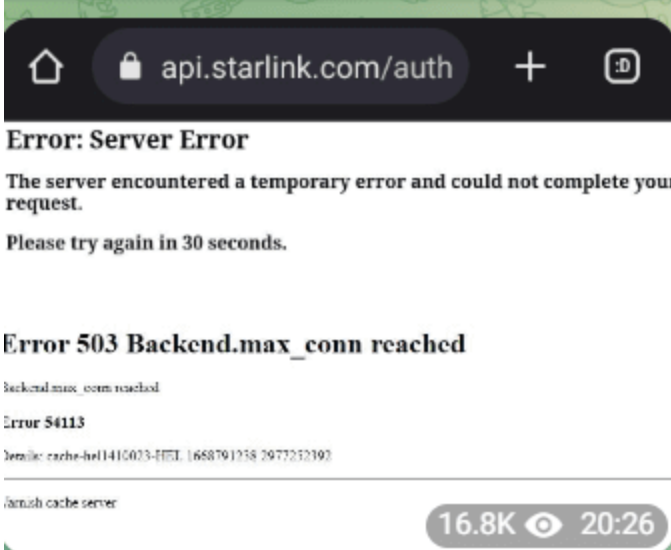 api.starlink.com/auth
:D
Error: Server Error
The server encountered a temporary error and could not complete your
request.
Please try again in 30 seconds.
Error 503 Backend.max_conn reached
Backend.max_conn reached
Error 54113
Details: cache-hel1410023-HEL 1668791238 2977252392
Varnish cache server
16.8K 20:26